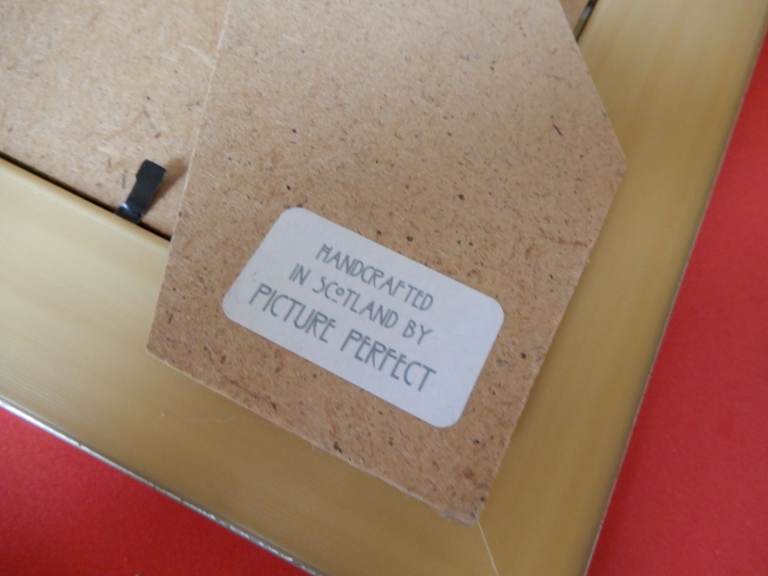 HANDCRAFTED
IN SCOTLAND BY
PICTURE PERFECT